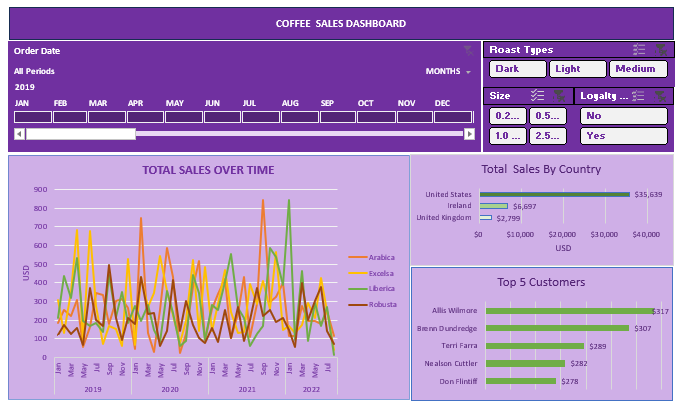 COFFEE SALES DASHBOARD
Order Date
All Periods
MONTHS
2019
JAN FEB MAR APR MAY JUN JUL AUG SEP OCT NOV DEC
Roast Types
Dark Light Medium
Size
0.2... 0.5...
1.0 ... 2.5...
Loyalty ...
No
Yes
TOTAL SALES OVER TIME
900
800
700
600
500
400
300
200
100
0
USD
Jan Mar May Jul Sep Nov Jan Mar May Jul Sep Nov Jan Mar May Jul Sep Nov Jan Mar May Jul
2019 2020 2021 2022
Arabica
Excelsa
Liberica
Robusta
Total Sales By Country
United States $35,639
Ireland $6,697
United Kingdom $2,799
$0 $10,000 $20,000 $30,000 $40,000
USD
Top 5 Customers
Allis Wilmore $317
Brenn Dundredge $307
Terri Farra $289
Nealson Cuttler $282
Don Flintiff $278